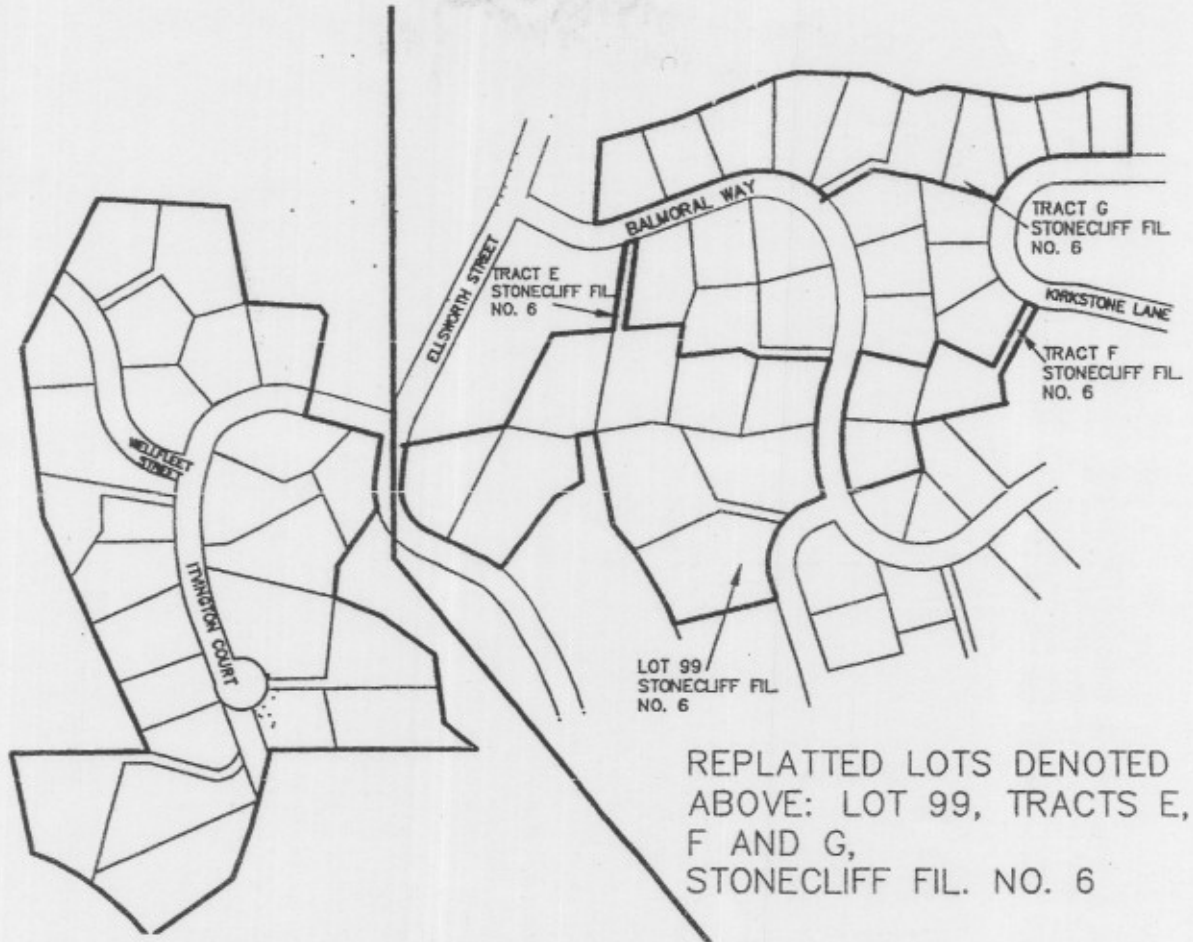 BALMORAL WAY
TRACT G
STONECLIFF FIL.
NO. 6
ELLSWORTH STREET
TRACT E
STONECLIFF FIL.
NO. 6
KIRKSTONE LANE
TRACT F
STONECLIFF FIL.
NO. 6
WELLFLEET
STREET
ITVINGTON COURT
LOT 99
STONECLIFF FIL.
NO. 6
REPLATTED LOTS DENOTED
ABOVE: LOT 99, TRACTS E,
F AND G,
STONECLIFF FIL. NO. 6